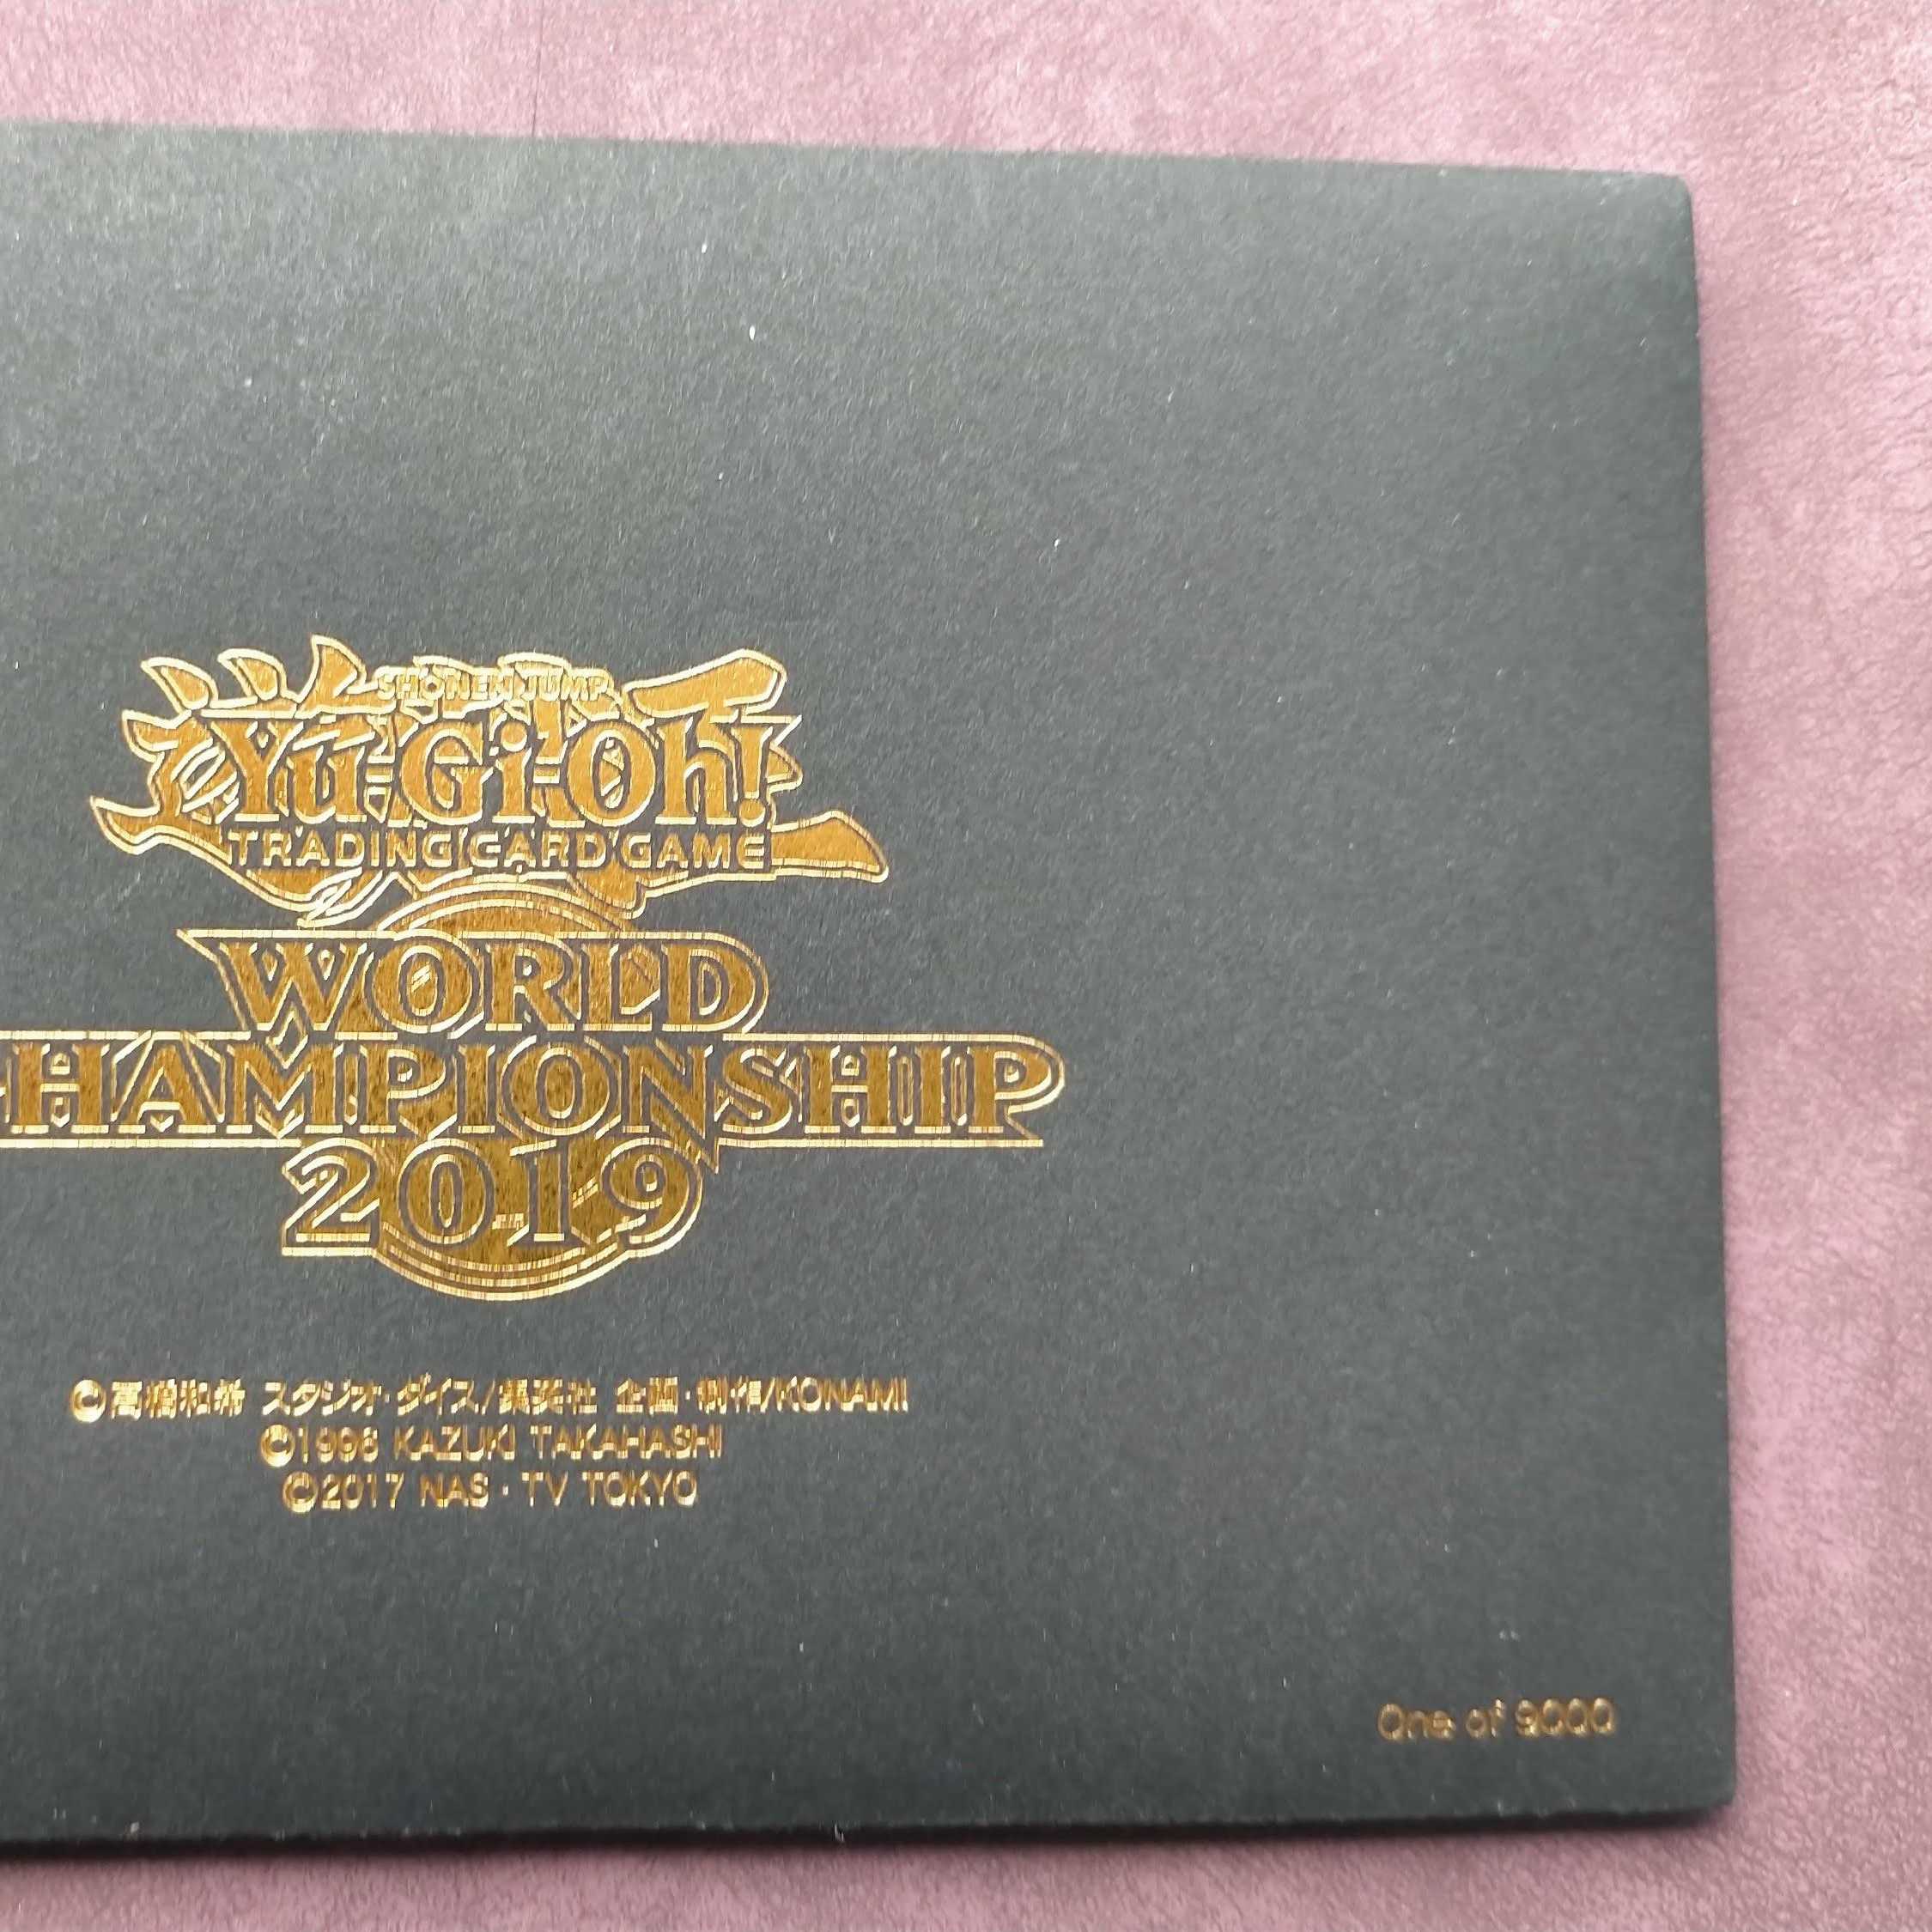 SHONEN JUMP
Yu-Gi-Oh!
TRADING CARD GAME
WORLD
HAMPIONSHIP
2019
©高橋和希 スタジオ・ダイス/集英社 企画・制作/KONAMI
©1996 KAZUKI TAKAHASHI
©2017 NAS・TV TOKYO
One of 9000